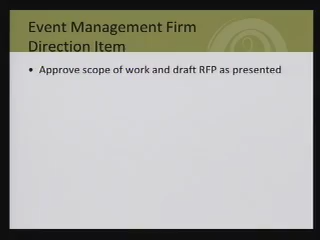 Event Management Firm
Direction Item
• Approve scope of work and draft RFP as presented